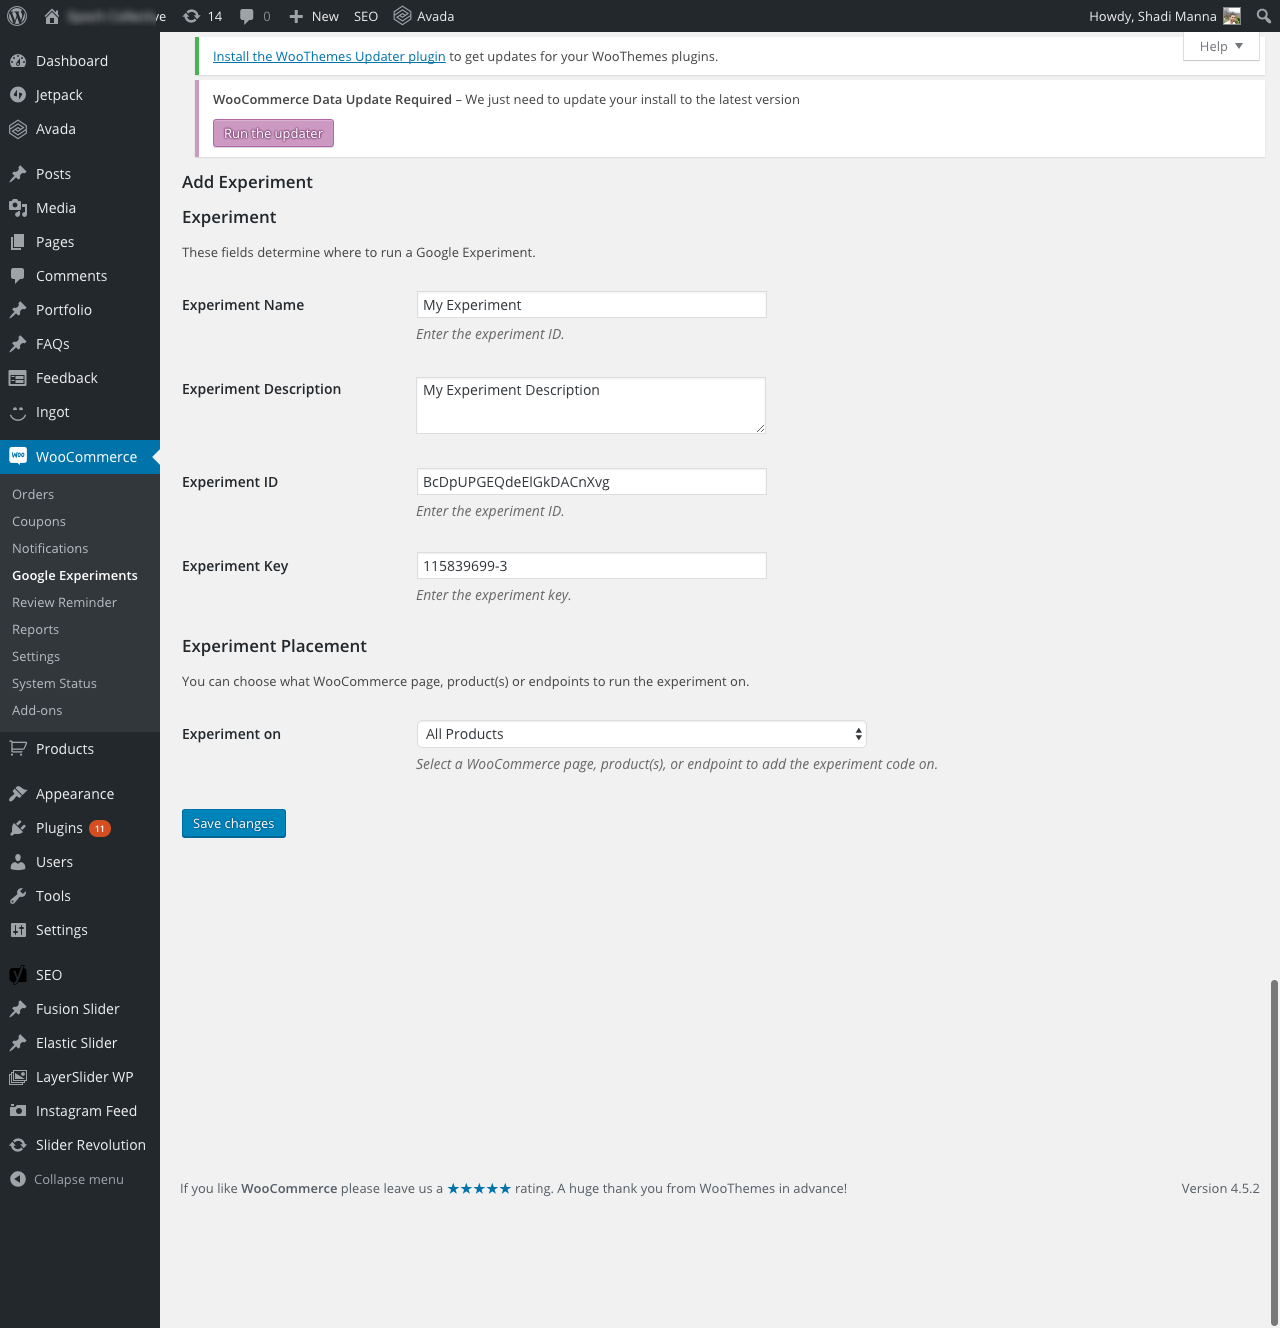 14
0
New
SEO
Avada
Howdy, Shadi Manna
Help
Dashboard
Jetpack
Avada
Posts
Media
Pages
Comments
Portfolio
FAQs
Feedback
Ingot
WooCommerce
Orders
Coupons
Notifications
Google Experiments
Review Reminder
Reports
Settings
System Status
Add-ons
Products
Appearance
Plugins 11
Users
Tools
Settings
SEO
Fusion Slider
Elastic Slider
LayerSlider WP
Instagram Feed
Slider Revolution
Collapse menu
Install the WooThemes Updater plugin to get updates for your WooThemes plugins.
WooCommerce Data Update Required – We just need to update your install to the latest version
Run the updater
Add Experiment
Experiment
These fields determine where to run a Google Experiment.
Experiment Name
My Experiment
Enter the experiment ID.
Experiment Description
My Experiment Description
Experiment ID
BcDpUPGEQdeElGkDACnXvg
Enter the experiment ID.
Experiment Key
115839699-3
Enter the experiment key.
Experiment Placement
You can choose what WooCommerce page, product(s) or endpoints to run the experiment on.
Experiment on
All Products
Select a WooCommerce page, product(s), or endpoint to add the experiment code on.
Save changes
If you like WooCommerce please leave us a ★★★★★ rating. A huge thank you from WooThemes in advance!
Version 4.5.2